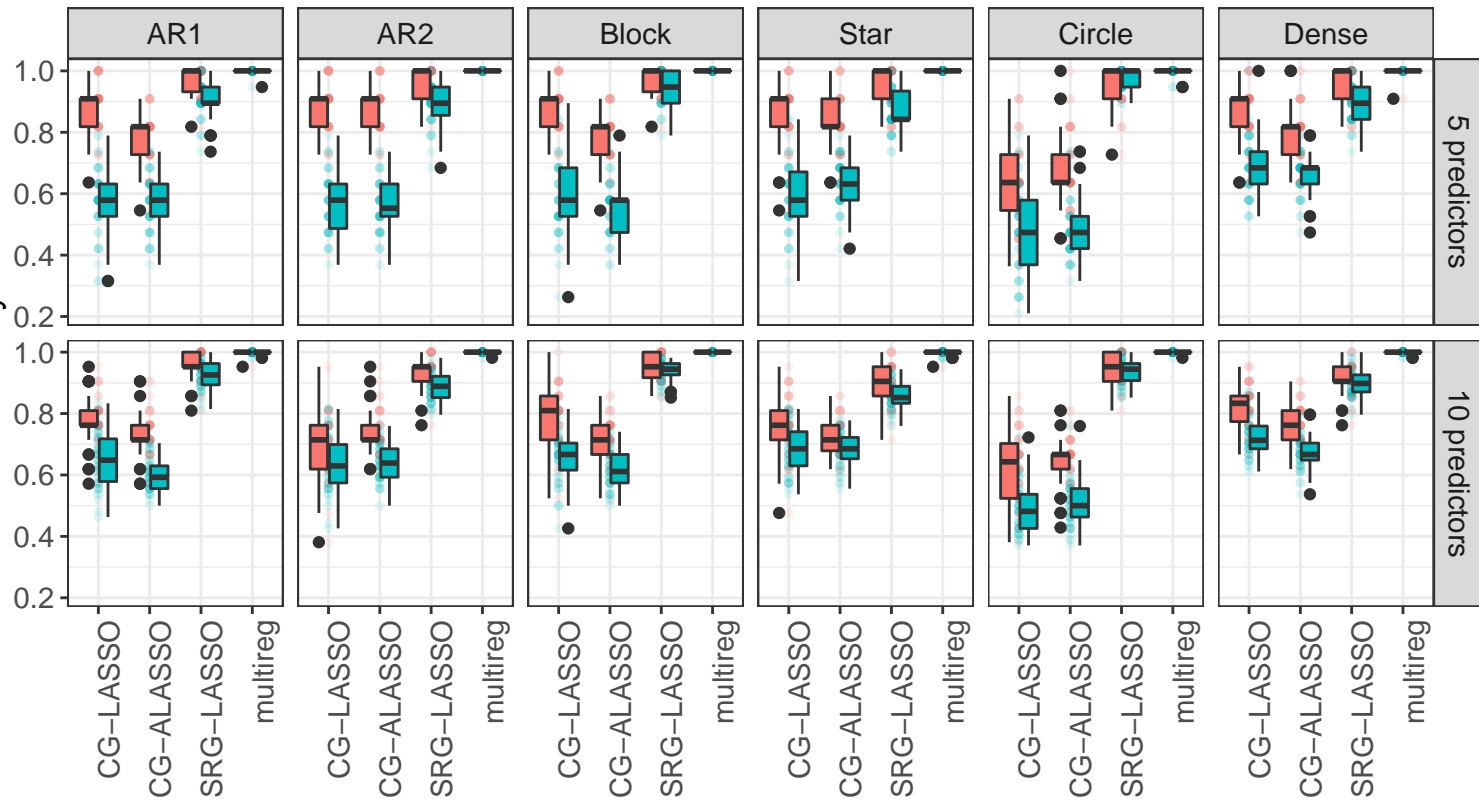 AR1
AR2
Block
Star
Circle
Dense
1.0
0.8
0.6
0.4
0.2
5 predictors
1.0
0.8
0.6
0.4
0.2
10 predictors
CG−LASSO
CG−ALASSO
SRG−LASSO
multireg
CG−LASSO
CG−ALASSO
SRG−LASSO
multireg
CG−LASSO
CG−ALASSO
SRG−LASSO
multireg
CG−LASSO
CG−ALASSO
SRG−LASSO
multireg
CG−LASSO
CG−ALASSO
SRG−LASSO
multireg
CG−LASSO
CG−ALASSO
SRG−LASSO
multireg